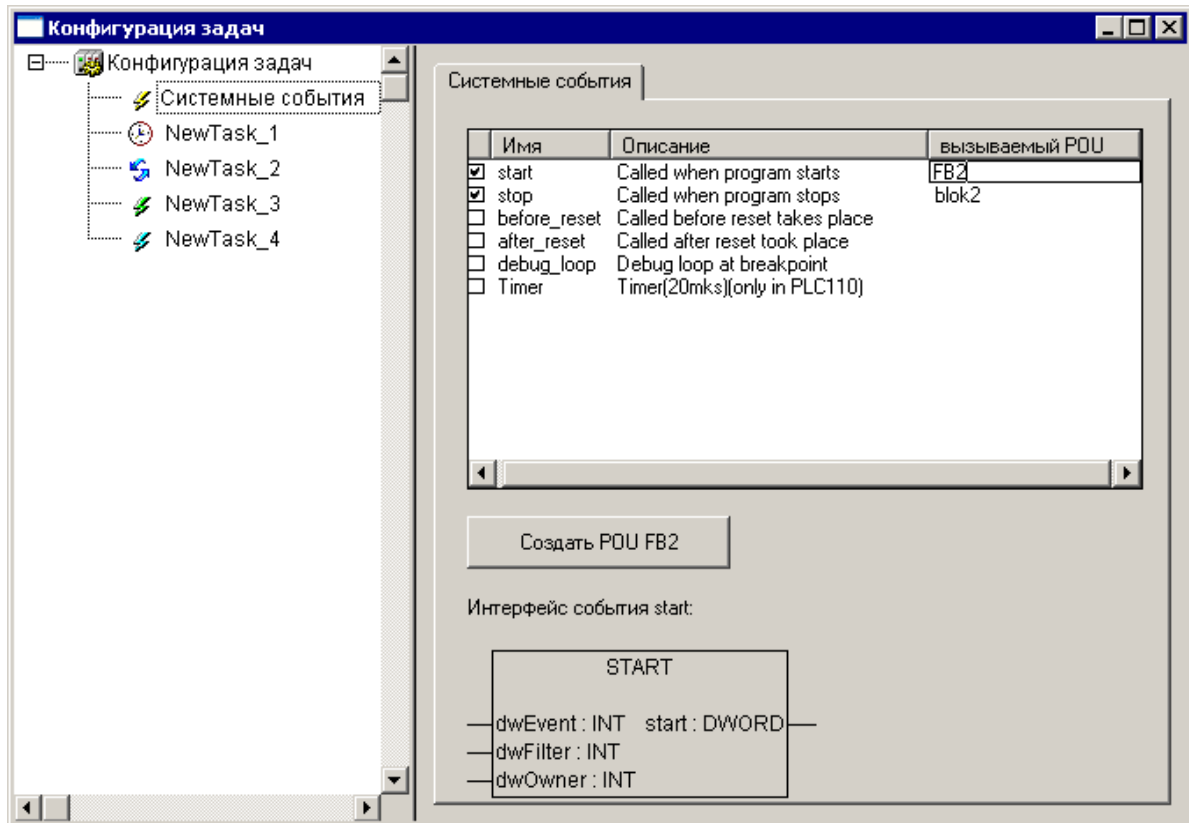 Конфигурация задач
Конфигурация задач
Системные события
NewTask_1
NewTask_2
NewTask_3
NewTask_4
Системные события
Имя Описание вызываемый POU
start Called when program starts FB2
stop Called when program stops blok2
before_reset Called before reset takes place
after_reset Called after reset took place
debug_loop Debug loop at breakpoint
Timer Timer(20mks)(only in PLC110)
Создать POU FB2
Интерфейс события start:
START
dwEvent : INT start : DWORD
dwFilter : INT
dwOwner : INT